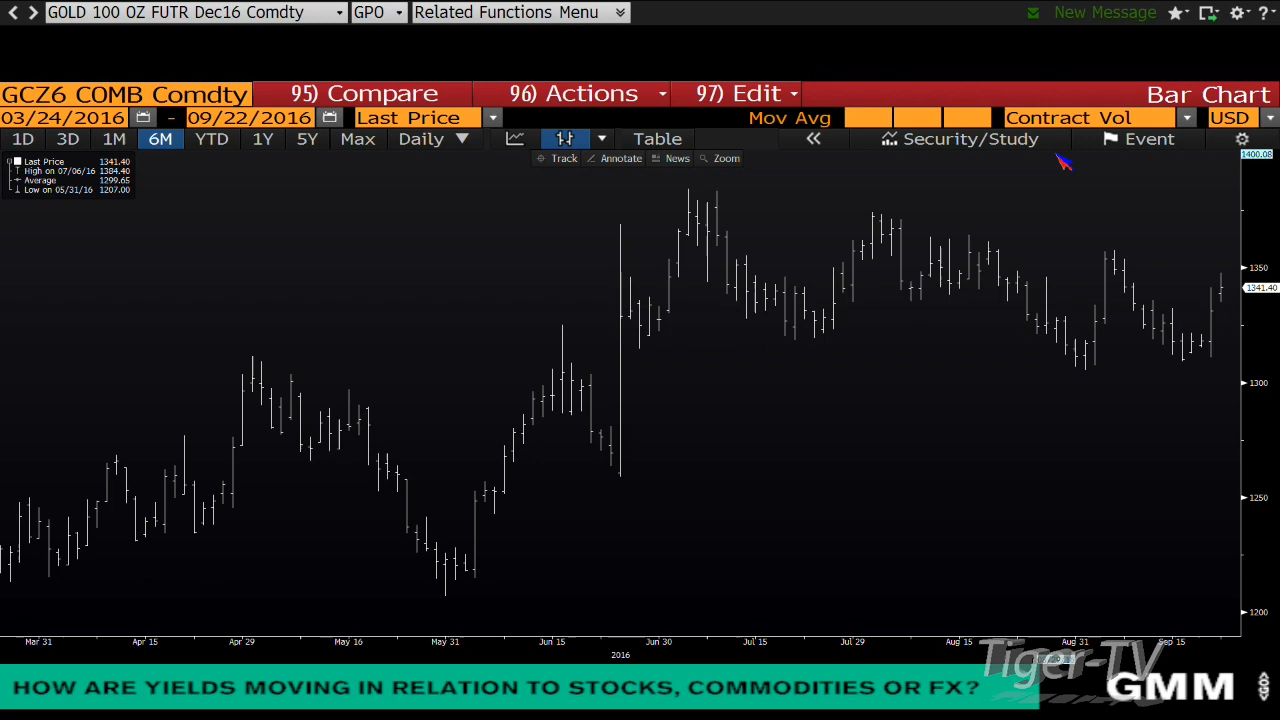 GOLD 100 OZ FUTR Dec16 Comdty GPO Related Functions Menu New Message ?
GCZ6 COMB Comdty 95) Compare 96) Actions 97) Edit Bar Chart
03/24/2016 - 09/22/2016 Last Price Mov Avg Contract Vol USD
1D 3D 1M 6M YTD 1Y 5Y Max Daily Table « Security/Study Event
Track Annotate News Zoom
1400.08
Last Price 1341.40
High on 07/06/16 1384.40
Average 1299.65
Low on 05/31/16 1207.00
1350
1341.40
1300
1250
1200
Mar 31 Apr 15 Apr 29 May 16 May 31 Jun 15 Jun 30 Jul 15 Jul 29 Aug 15 Aug 31 Sep 15
2016
Tiger-TV
HOW ARE YIELDS MOVING IN RELATION TO STOCKS, COMMODITIES OR FX?
GMM